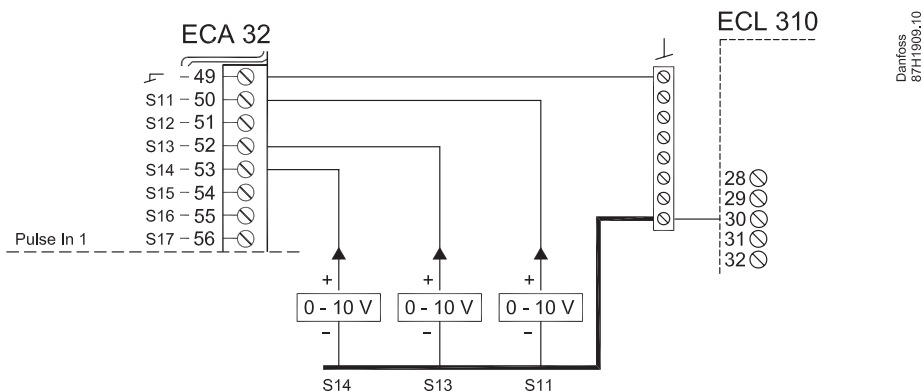 ECA 32
ECL 310
Danfoss
87H1909.10
49
S11 - 50
S12 - 51
S13 - 52
S14 - 53
S15 - 54
S16 - 55
S17 - 56
Pulse In 1
28
29
30
31
32
+ + +
0 - 10 V 0 - 10 V 0 - 10 V
– – –
S14 S13 S11